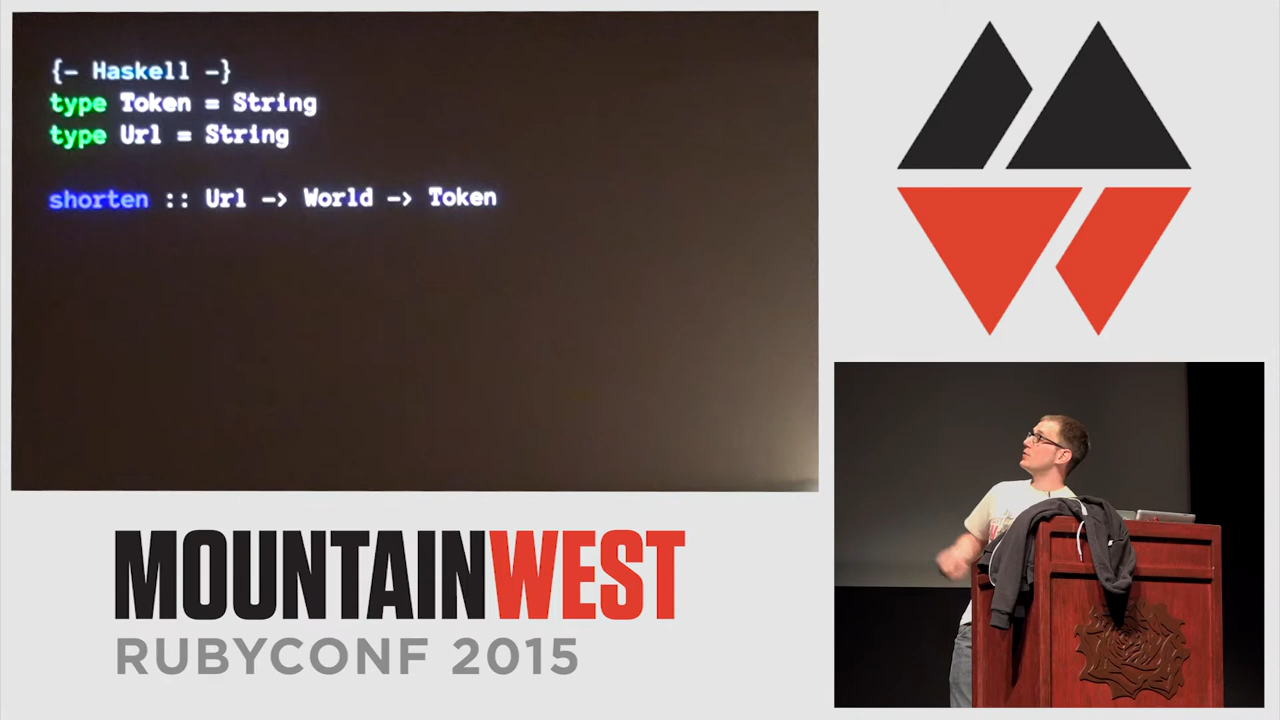 {- Haskell -}
type Token = String
type Url = String
shorten :: Url -> World -> Token
MOUNTAINWEST
RUBYCONF 2015